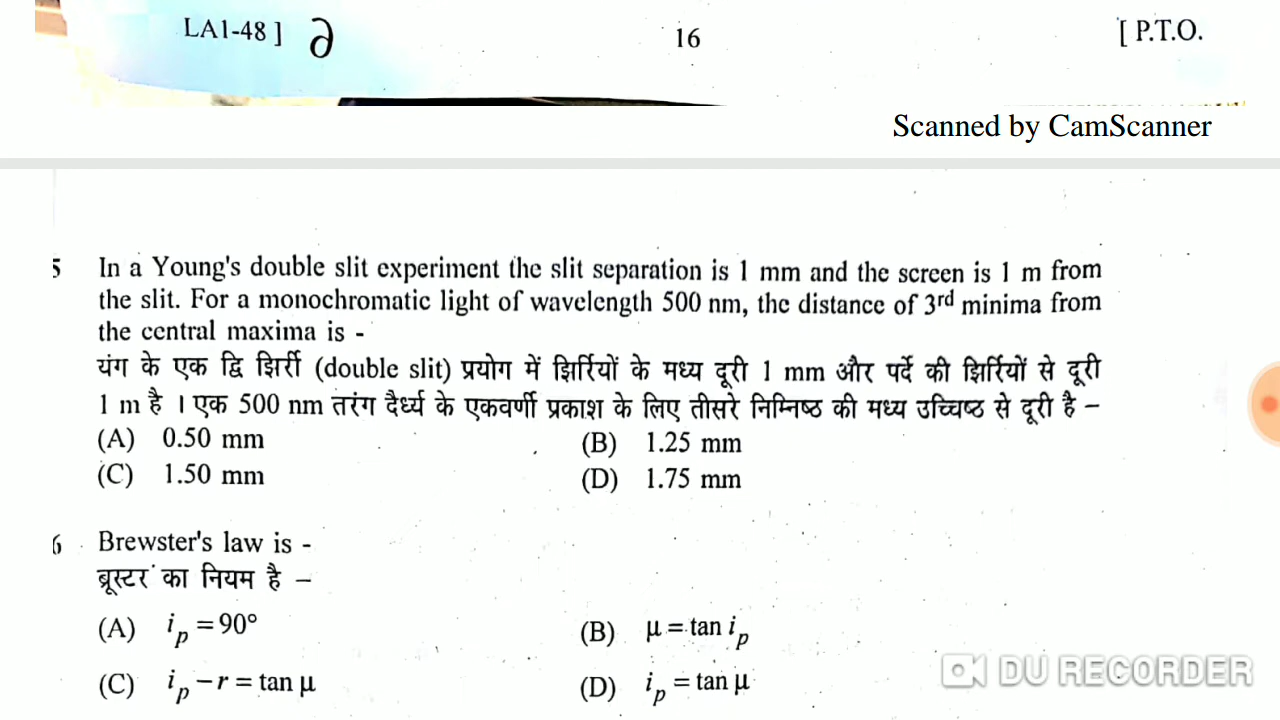 LA1-48 ] 16 [ P.T.O.
Scanned by CamScanner
5 In a Young's double slit experiment the slit separation is 1 mm and the screen is 1 m from
the slit. For a monochromatic light of wavelength 500 nm, the distance of 3rd minima from
the central maxima is -
यंग के एक द्वि झिर्री (double slit) प्रयोग में झिर्रियों के मध्य दूरी 1 mm और पर्दे की झिर्रियों से दूरी
1 m है । एक 500 nm तरंग दैर्ध्य के एकवर्णी प्रकाश के लिए तीसरे निम्निष्ठ की मध्य उच्चिष्ठ से दूरी है –
(A) 0.50 mm (B) 1.25 mm
(C) 1.50 mm (D) 1.75 mm
6 Brewster's law is -
ब्रूस्टर का नियम है –
(A) ip = 90° (B) μ = tan ip
(C) ip – r = tan μ (D) ip = tan μ
DU RECORDER